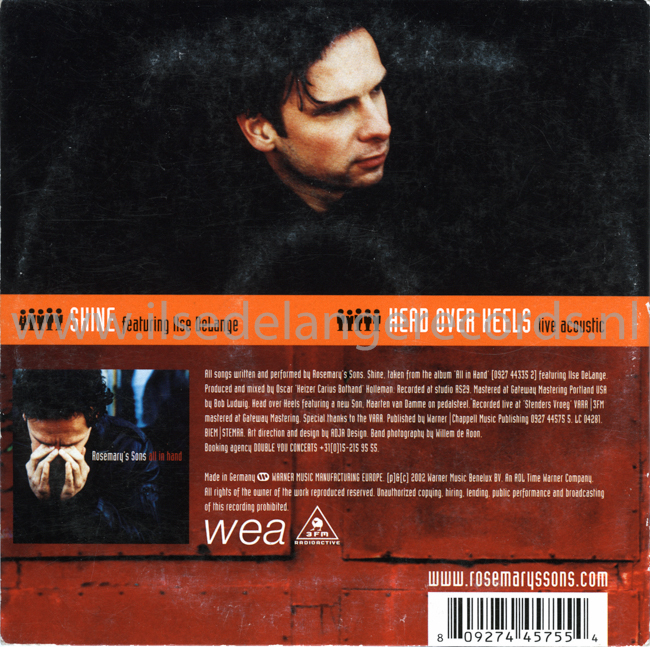 www.ilsedelangerecords.nl
SHINE featuring Ilse DeLange
HEAD OVER HEELS live acoustic
All songs written and performed by Rosemary's Sons. Shine, taken from the album 'All in Hand' (0927 44335 2) featuring Ilse DeLange.
Produced and mixed by Oscar 'Keizer Carius Bothand' Holleman. Recorded at studio RS29. Mastered at Gateway Mastering Portland USA
by Bob Ludwig. Head over Heels featuring a new Son, Maarten van Damme on pedalsteel. Recorded live at 'Stenders Vroeg' VARA | 3FM
mastered at Gateway Mastering. Special thanks to the VARA. Published by Warner | Chappell Music Publishing 0927 44575 5. LC 04281.
BIEM | STEMRA. Art direction and design by ADJA Design. Band photography by Willem de Roon.
Booking agency DOUBLE YOU CONCERTS +31(0)15-215 95 55.
Rosemary's Sons all in hand
Made in Germany WARNER MUSIC MANUFACTURING EUROPE. (p)&(c) 2002 Warner Music Benelux BV. An AOL Time Warner Company.
All rights of the owner of the work reproduced reserved. Unauthorized copying, hiring, lending, public performance and broadcasting
of this recording prohibited.
wea
3FM
RADIOACTIVE
www.rosemaryssons.com
8 09274 45755 4